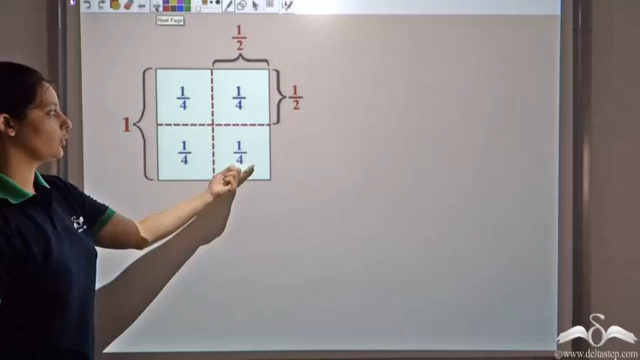 Next Page
1/2
1/4 1/4 1/2
1
1/4 1/4
©www.deltastep.com